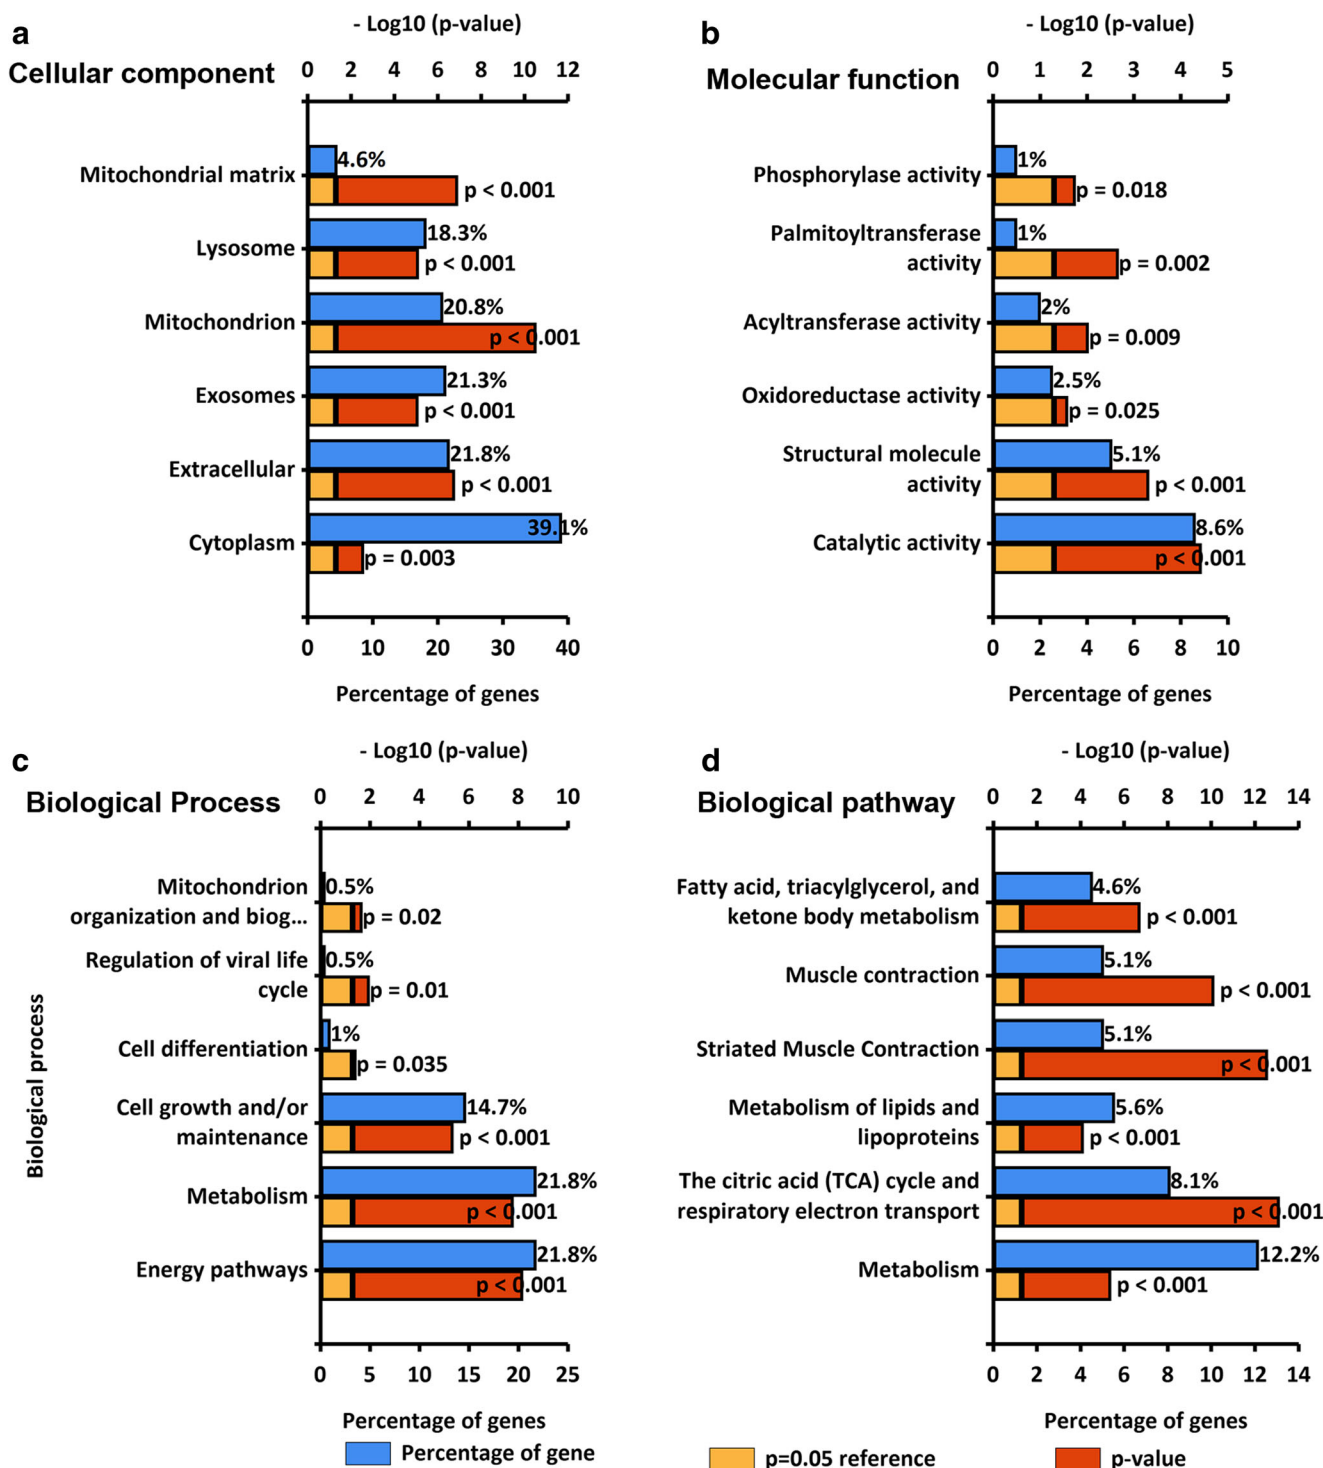 a
- Log10 (p-value)
Cellular component
0 2 4 6 8 10 12
Mitochondrial matrix
4.6%
p < 0.001
Lysosome
18.3%
p < 0.001
Mitochondrion
20.8%
p < 0.001
Exosomes
21.3%
p < 0.001
Extracellular
21.8%
p < 0.001
Cytoplasm
39.1%
p = 0.003
0 10 20 30 40
Percentage of genes
b
- Log10 (p-value)
Molecular function
0 1 2 3 4 5
Phosphorylase activity
1%
p = 0.018
Palmitoyltransferase
activity
1%
p = 0.002
Acyltransferase activity
2%
p = 0.009
Oxidoreductase activity
2.5%
p = 0.025
Structural molecule
activity
5.1%
p < 0.001
Catalytic activity
8.6%
p < 0.001
0 2 4 6 8 10
Percentage of genes
c
- Log10 (p-value)
Biological Process
0 2 4 6 8 10
Biological process
Mitochondrion
organization and biog...
0.5%
p = 0.02
Regulation of viral life
cycle
0.5%
p = 0.01
Cell differentiation
1%
p = 0.035
Cell growth and/or
maintenance
14.7%
p < 0.001
Metabolism
21.8%
p < 0.001
Energy pathways
21.8%
p < 0.001
0 5 10 15 20 25
Percentage of genes
d
- Log10 (p-value)
Biological pathway
0 2 4 6 8 10 12 14
Fatty acid, triacylglycerol, and
ketone body metabolism
4.6%
p < 0.001
Muscle contraction
5.1%
p < 0.001
Striated Muscle Contraction
5.1%
p < 0.001
Metabolism of lipids and
lipoproteins
5.6%
p < 0.001
The citric acid (TCA) cycle and
respiratory electron transport
8.1%
p < 0.001
Metabolism
12.2%
p < 0.001
0 2 4 6 8 10 12 14
Percentage of genes
Percentage of gene
p=0.05 reference
p-value